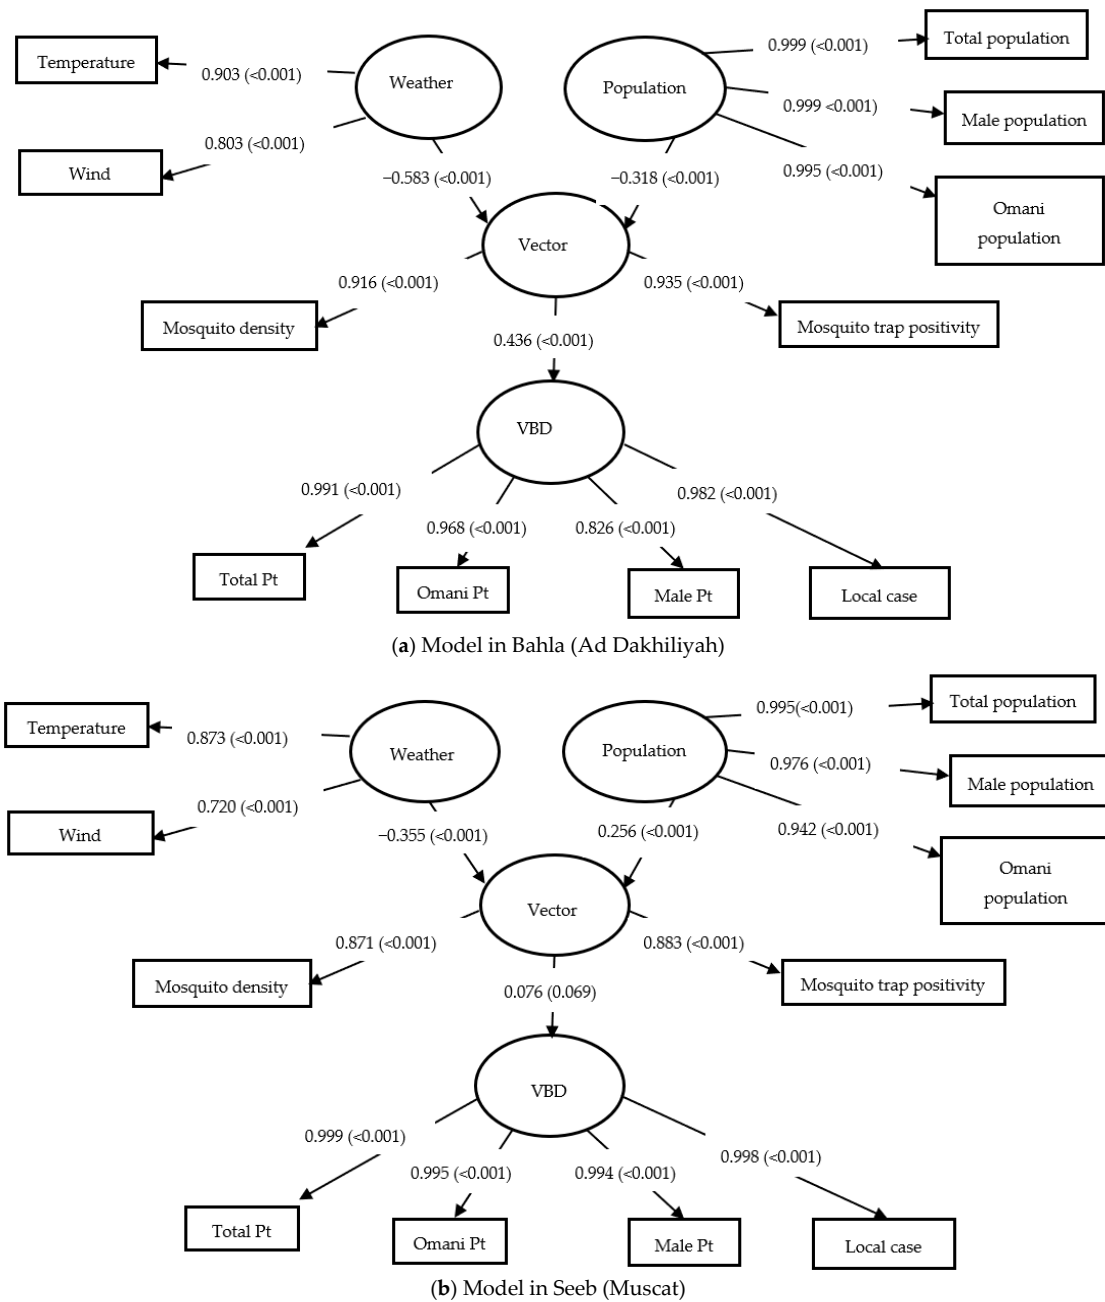 Temperature
0.903 (<0.001)
Weather
Population
0.999 (<0.001)
Total population
0.999 <0.001)
Male population
Wind
0.803 (<0.001)
−0.583 (<0.001)
−0.318 (<0.001)
0.995 (<0.001)
Omani
population
Vector
0.916 (<0.001)
0.935 (<0.001)
Mosquito density
Mosquito trap positivity
0.436 (<0.001)
VBD
0.991 (<0.001)
0.968 (<0.001)
0.826 (<0.001)
0.982 (<0.001)
Total Pt
Omani Pt
Male Pt
Local case
(a) Model in Bahla (Ad Dakhiliyah)
Temperature
0.873 (<0.001)
Weather
Population
0.995(<0.001)
Total population
0.976 (<0.001)
Male population
Wind
0.720 (<0.001)
−0.355 (<0.001)
0.256 (<0.001)
0.942 (<0.001)
Omani
population
Vector
0.871 (<0.001)
0.883 (<0.001)
Mosquito density
Mosquito trap positivity
0.076 (0.069)
VBD
0.999 (<0.001)
0.995 (<0.001)
0.994 (<0.001)
0.998 (<0.001)
Total Pt
Omani Pt
Male Pt
Local case
(b) Model in Seeb (Muscat)